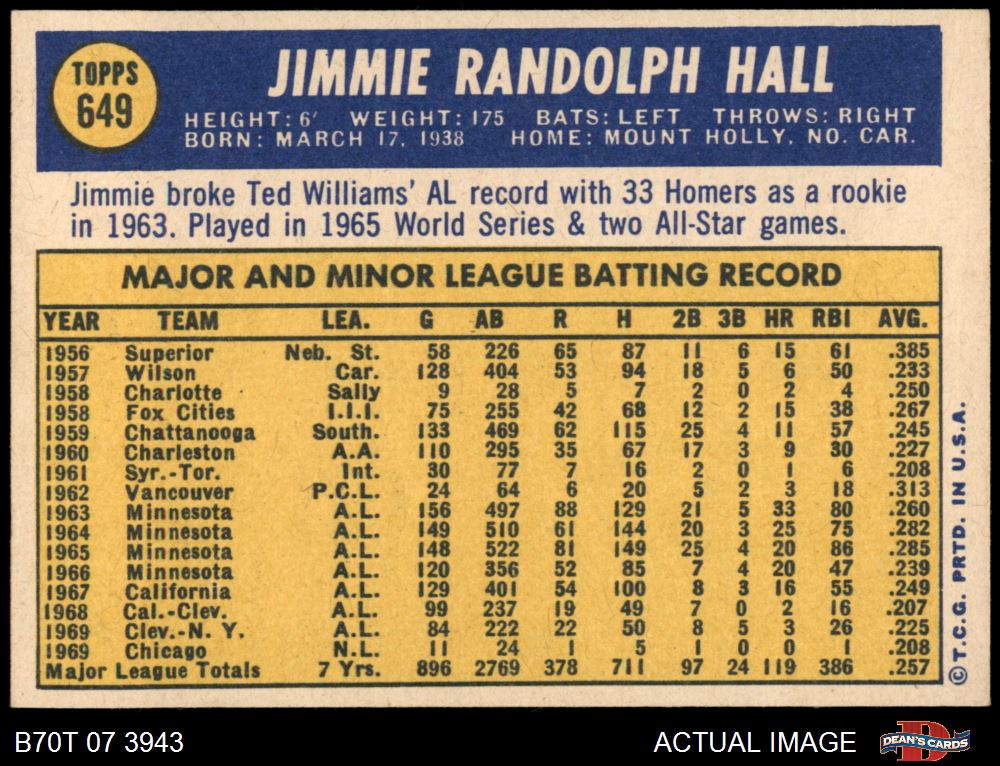 TOPPS
649
JIMMIE RANDOLPH HALL
HEIGHT: 6' WEIGHT: 175 BATS: LEFT THROWS: RIGHT
BORN: MARCH 17, 1938 HOME: MOUNT HOLLY, NO. CAR.
Jimmie broke Ted Williams' AL record with 33 Homers as a rookie
in 1963. Played in 1965 World Series & two All-Star games.
MAJOR AND MINOR LEAGUE BATTING RECORD
YEAR TEAM LEA. G AB R H 2B 3B HR RBI AVG.
1956 Superior Neb. St. 58 226 65 87 11 6 15 61 .385
1957 Wilson Car. 128 404 53 94 18 5 6 50 .233
1958 Charlotte Sally 9 28 5 7 2 0 2 4 .250
1958 Fox Cities I.I.I. 75 255 42 68 12 2 15 38 .267
1959 Chattanooga South. 133 469 62 115 25 4 11 57 .245
1960 Charleston A.A. 110 295 35 67 17 3 9 30 .227
1961 Syr.-Tor. Int. 30 77 7 16 2 0 1 6 .208
1962 Vancouver P.C.L. 24 64 6 20 5 2 3 18 .313
1963 Minnesota A.L. 156 497 88 129 21 5 33 80 .260
1964 Minnesota A.L. 149 510 61 144 20 3 25 75 .282
1965 Minnesota A.L. 148 522 81 149 25 4 20 86 .285
1966 Minnesota A.L. 120 356 52 85 7 4 20 47 .239
1967 California A.L. 129 401 54 100 8 3 16 55 .249
1968 Cal.-Clev. A.L. 99 237 19 49 7 0 2 16 .207
1969 Clev.-N. Y. A.L. 84 222 22 50 8 5 3 26 .225
1969 Chicago N.L. 11 24 1 5 1 0 0 1 .208
Major League Totals 7 Yrs. 896 2769 378 711 97 24 119 386 .257
© T.C.G. PRTD. IN U.S.A.
B70T 07 3943
ACTUAL IMAGE
D
DEAN'S CARDS